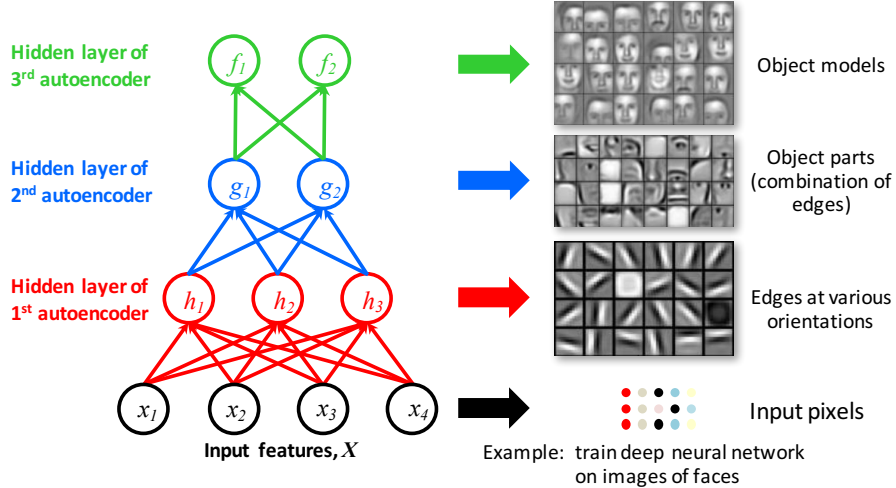 Hidden layer of
3rd autoencoder
f1
f2
Object models
Hidden layer of
2nd autoencoder
g1
g2
Object parts
(combination of
edges)
Hidden layer of
1st autoencoder
h1
h2
h3
Edges at various
orientations
x1
x2
x3
x4
Input pixels
Input features, X
Example: train deep neural network
on images of faces